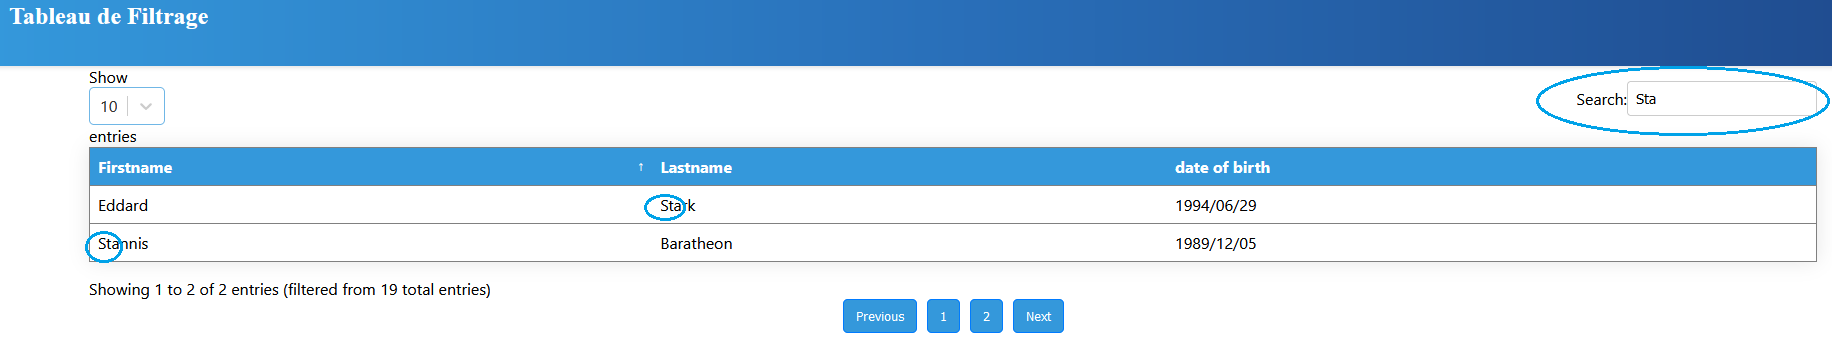 Tableau de Filtrage
Show
10
entries
Search: Sta
Firstname ↑ Lastname date of birth
Eddard Stark 1994/06/29
Stannis Baratheon 1989/12/05
Showing 1 to 2 of 2 entries (filtered from 19 total entries)
Previous 1 2 Next